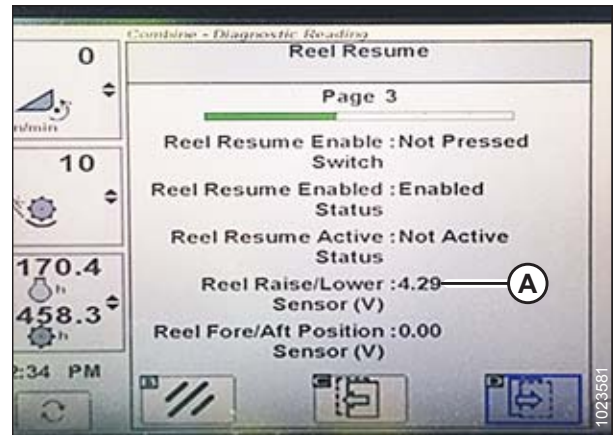 Combine - Diagnostic Reading
Reel Resume
Page 3
Reel Resume Enable :Not Pressed
Switch
Reel Resume Enabled :Enabled
Status
Reel Resume Active :Not Active
Status
Reel Raise/Lower :4.29
Sensor (V)
Reel Fore/Aft Position :0.00
Sensor (V)
A
0
n/min
10
170.4
h
458.3
h
2:34 PM
1023581